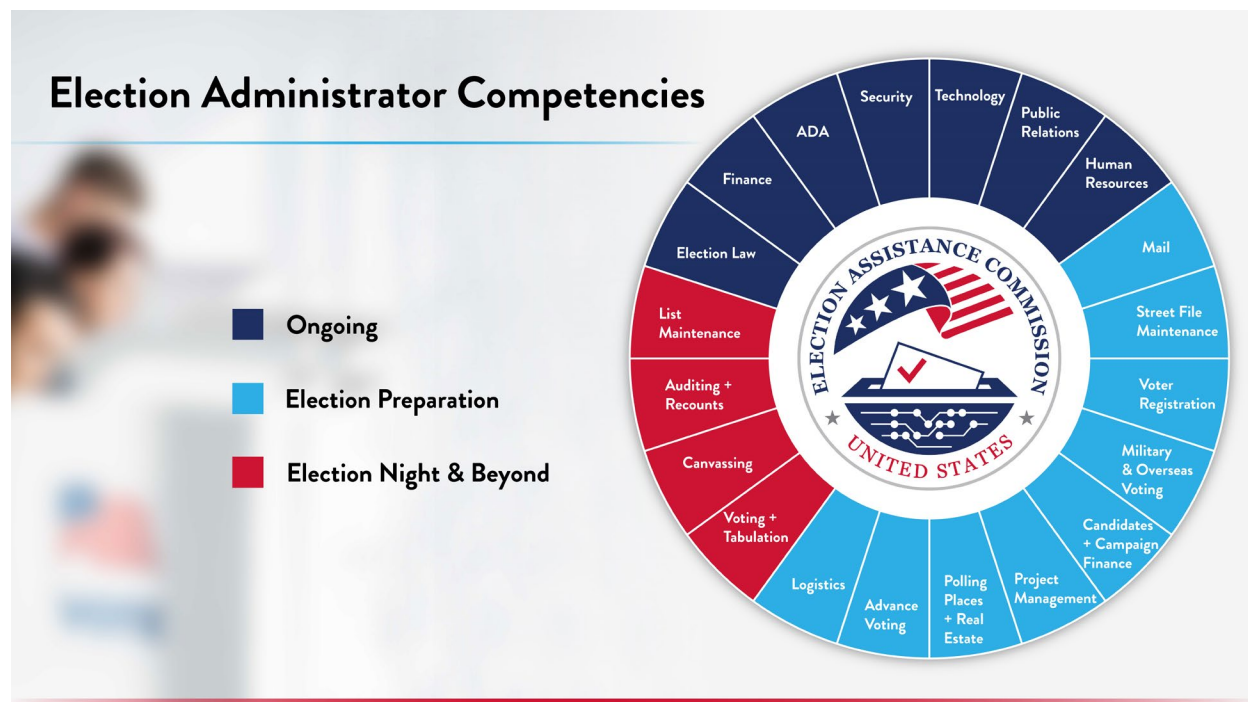 Election Administrator Competencies
Ongoing
Election Preparation
Election Night & Beyond
Security
Technology
Public
Relations
Human
Resources
Mail
Street File
Maintenance
Voter
Registration
Military
& Overseas
Voting
Candidates
+ Campaign
Finance
Project
Management
Polling
Places
+ Real
Estate
Advance
Voting
Logistics
Voting +
Tabulation
Canvassing
Auditing +
Recounts
List
Maintenance
Election Law
Finance
ADA
ELECTION ASSISTANCE COMMISSION
UNITED STATES